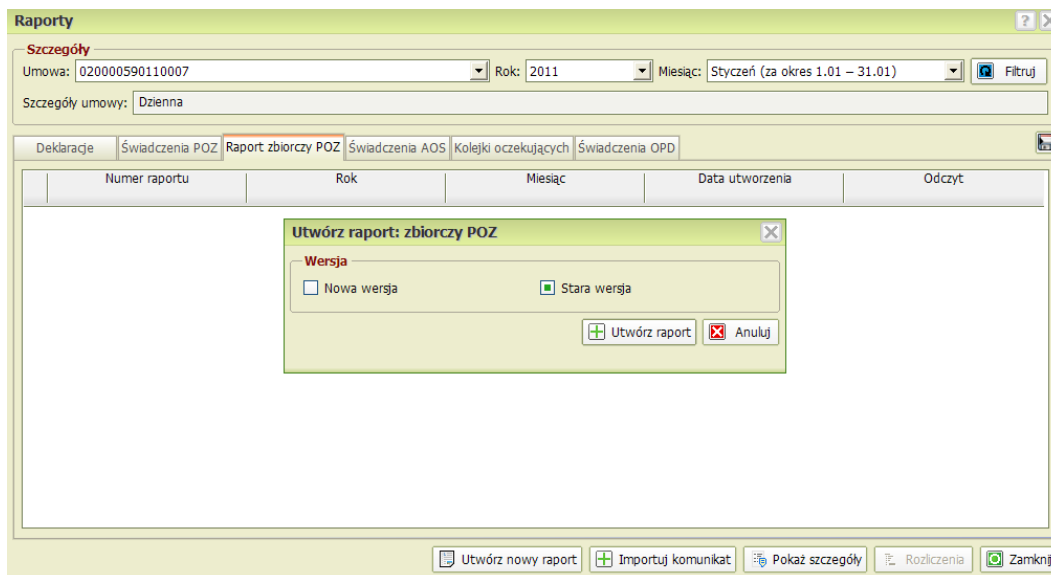 Raporty
Szczegóły
Umowa: 020000590110007 Rok: 2011 Miesiąc: Styczeń (za okres 1.01 – 31.01) Filtruj
Szczegóły umowy: Dzienna
Deklaracje Świadczenia POZ Raport zbiorczy POZ Świadczenia AOS Kolejki oczekujących Świadczenia OPD
Numer raportu Rok Miesiąc Data utworzenia Odczyt
Utwórz raport: zbiorczy POZ
Wersja
Nowa wersja Stara wersja
Utwórz raport Anuluj
Utwórz nowy raport Importuj komunikat Pokaż szczegóły Rozliczenia Zamknij